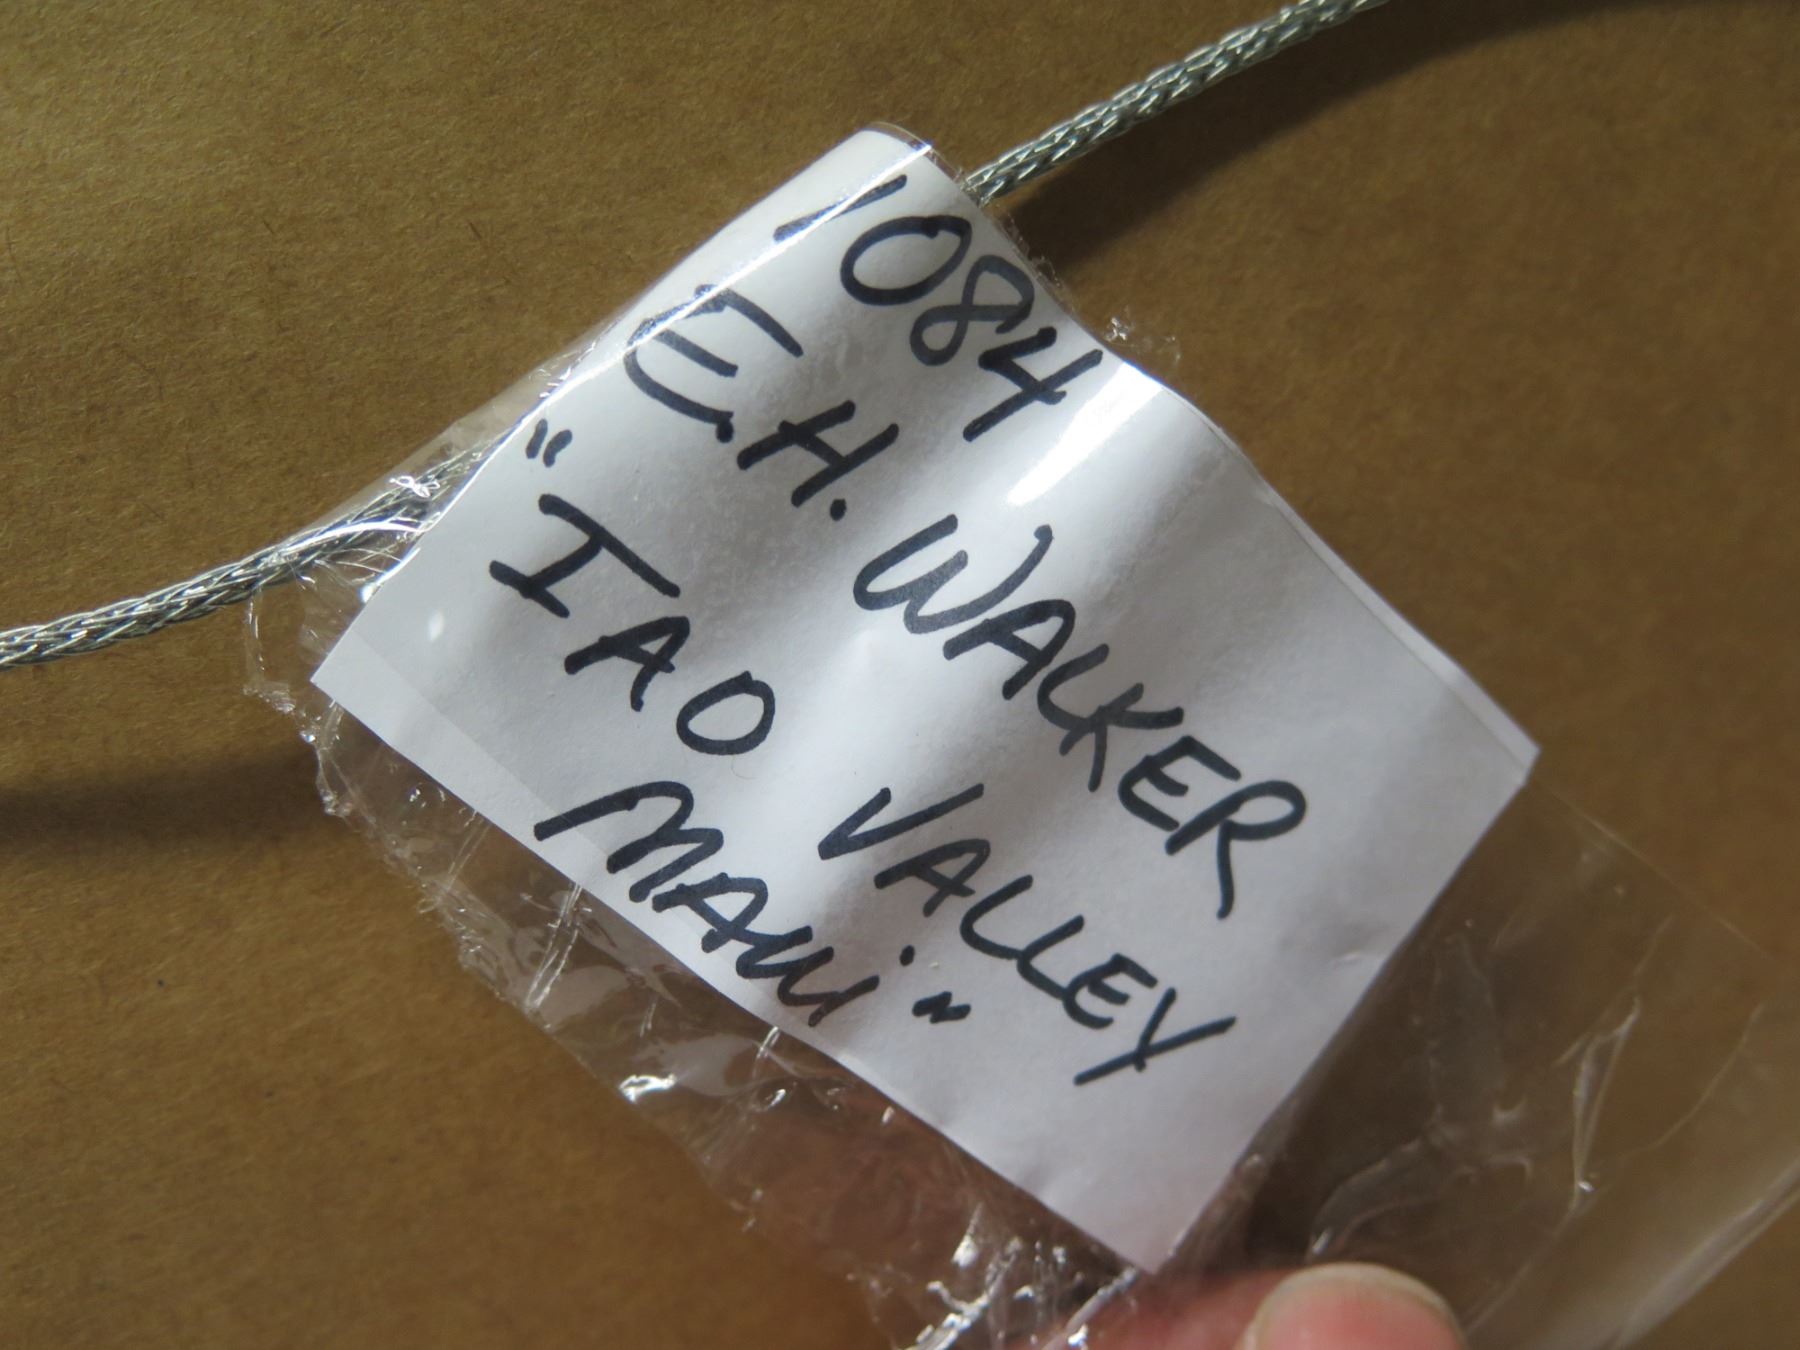 1084
E.H. WALKER
"IAO VALLEY
MAUI"